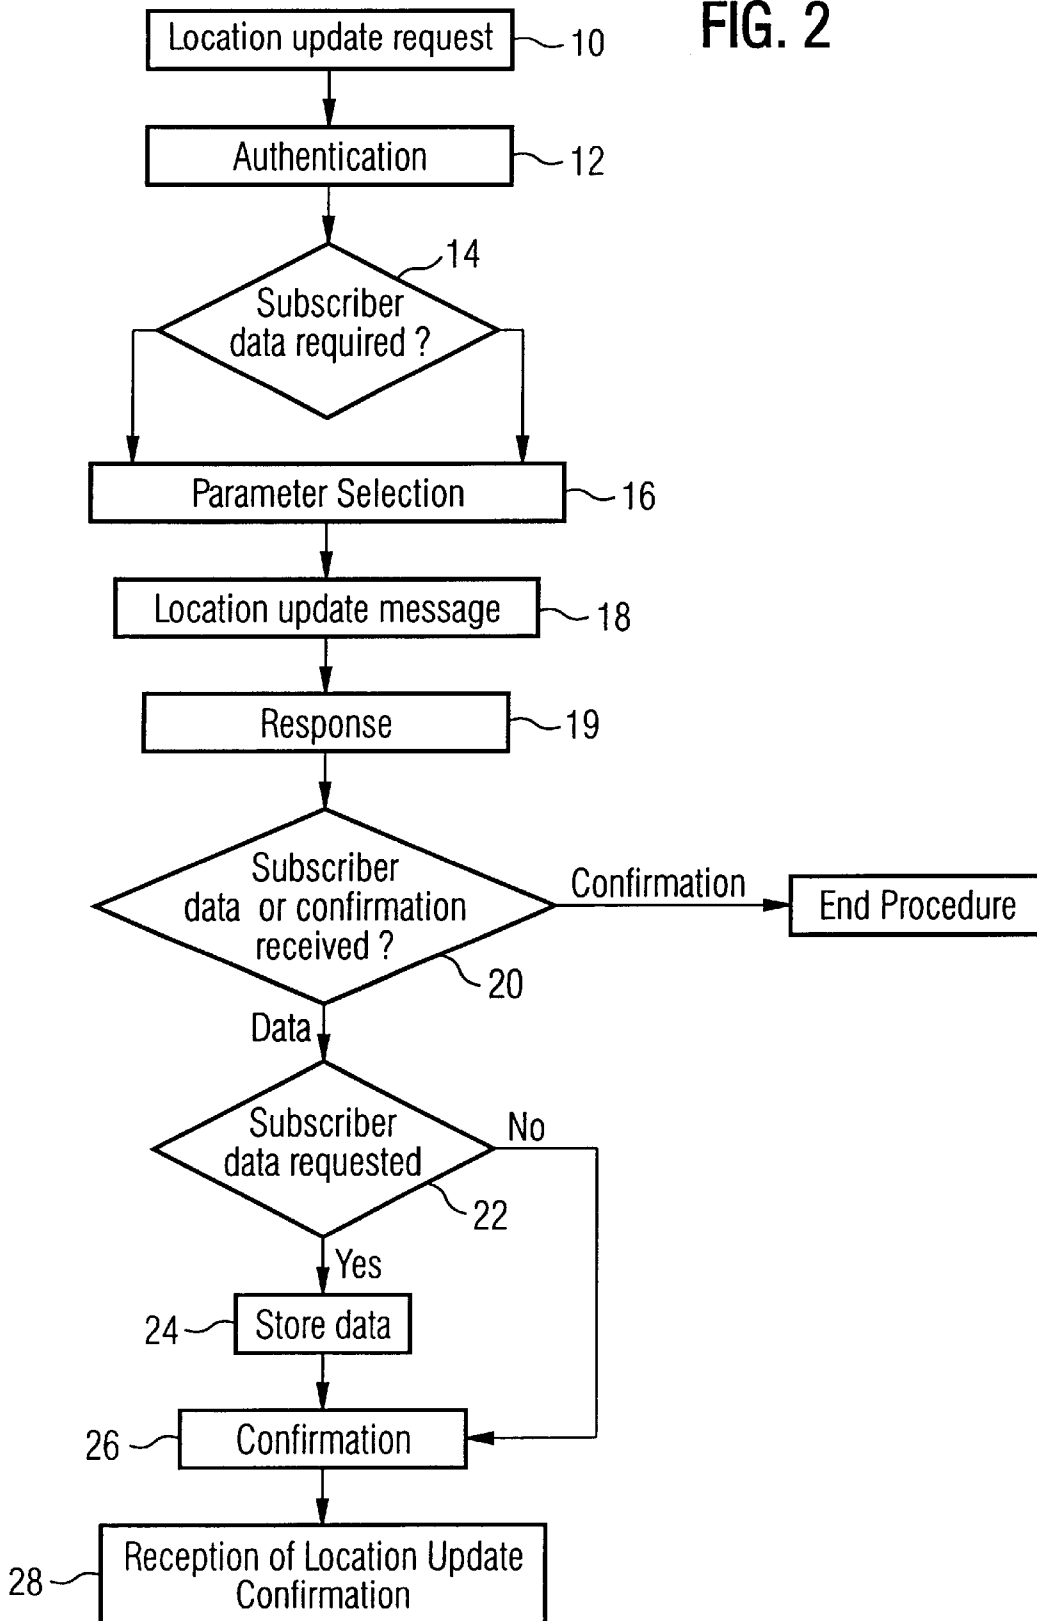 FIG. 2
Location update request
10
Authentication
12
14
Subscriber
data required ?
Parameter Selection
16
Location update message
18
Response
19
Subscriber
data or confirmation
received ?
20
Confirmation
End Procedure
Data
Subscriber
data requested
22
No
Yes
24
Store data
26
Confirmation
28
Reception of Location Update
Confirmation